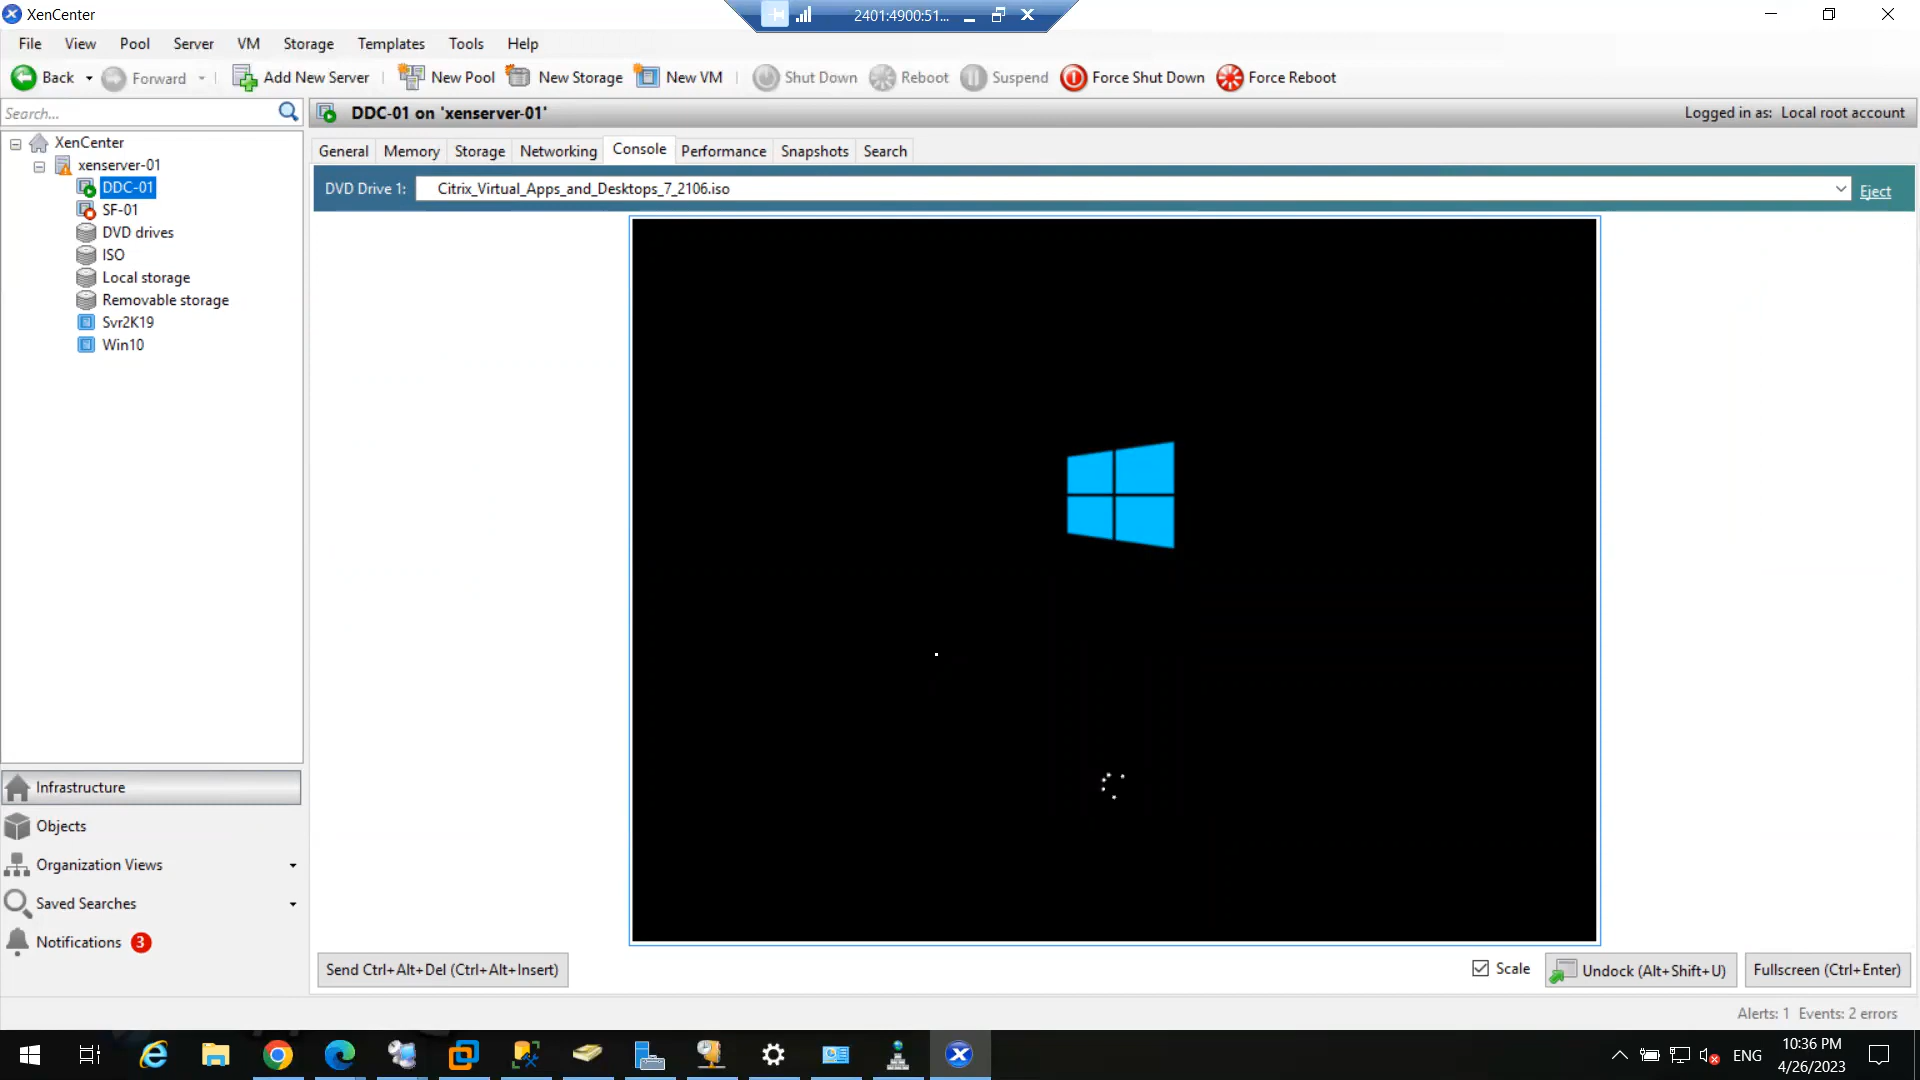 XenCenter
2401:4900:51...
File View Pool Server VM Storage Templates Tools Help
Back Forward Add New Server New Pool New Storage New VM Shut Down Reboot Suspend Force Shut Down Force Reboot
Search...
DDC-01 on 'xenserver-01'
Logged in as: Local root account
XenCenter
xenserver-01
DDC-01
SF-01
DVD drives
ISO
Local storage
Removable storage
Svr2K19
Win10
General Memory Storage Networking Console Performance Snapshots Search
DVD Drive 1: Citrix_Virtual_Apps_and_Desktops_7_2106.iso Eject
Infrastructure
Objects
Organization Views
Saved Searches
Notifications 3
Send Ctrl+Alt+Del (Ctrl+Alt+Insert)
Scale
Undock (Alt+Shift+U)
Fullscreen (Ctrl+Enter)
Alerts: 1 Events: 2 errors
ENG
10:36 PM
4/26/2023